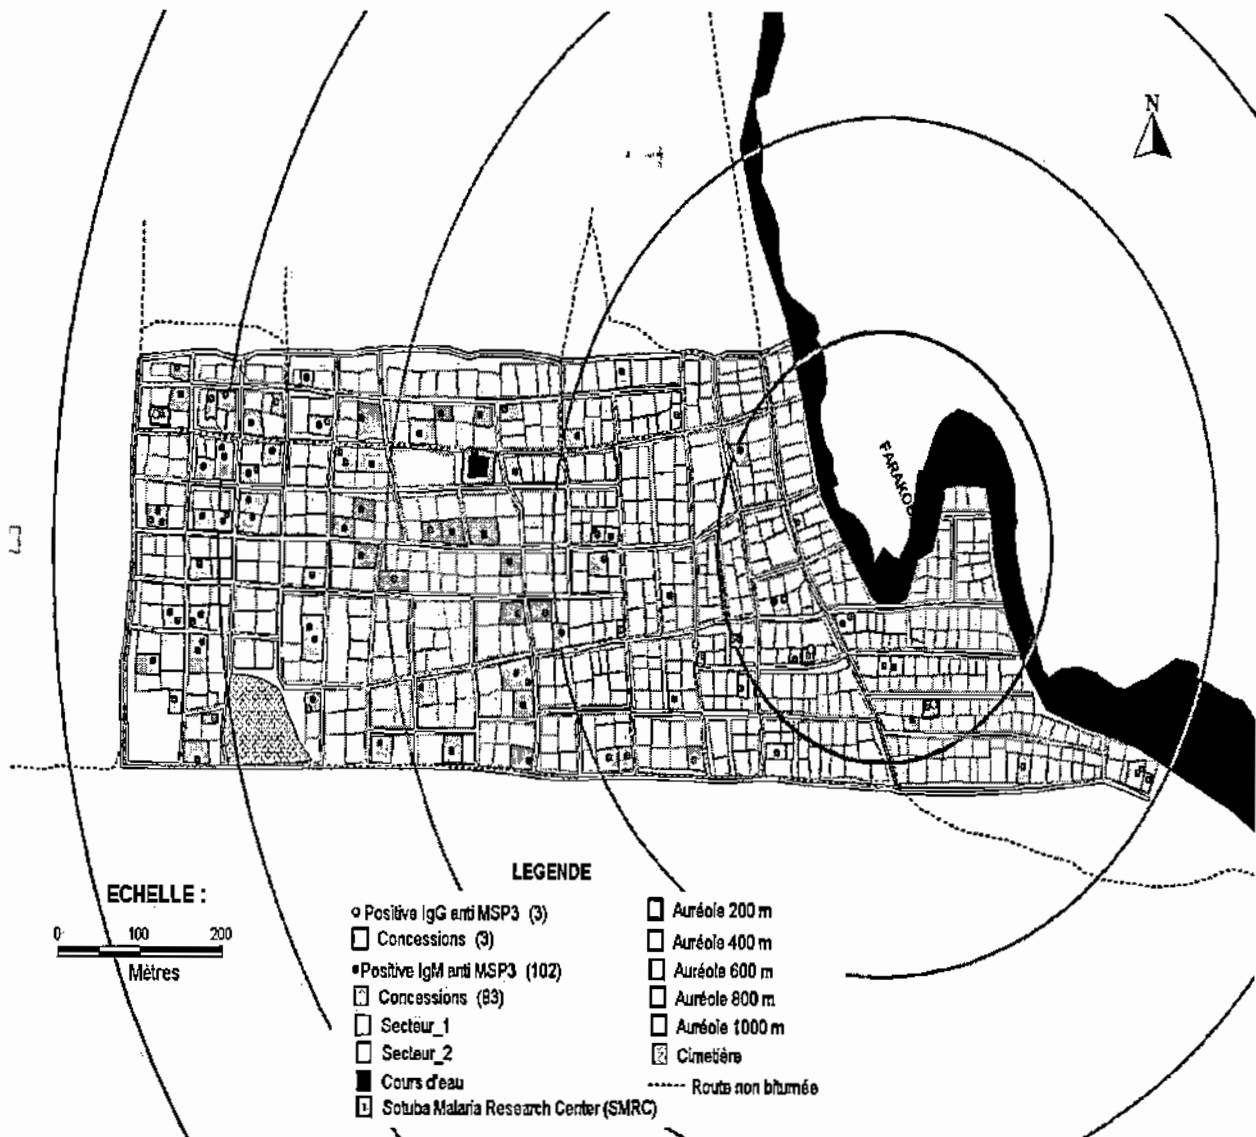 N
FARAKO
LEGENDE
ECHELLE :
0 100 200
Mètres
Positive IgG anti MSP3 (3)
Concessions (3)
Positive IgM anti MSP3 (102)
Concessions (83)
Secteur_1
Secteur_2
Cours d'eau
Sotuba Malaria Research Center (SMRC)
Auréole 200 m
Auréole 400 m
Auréole 600 m
Auréole 800 m
Auréole 1000 m
Cimetière
Route non bitumée